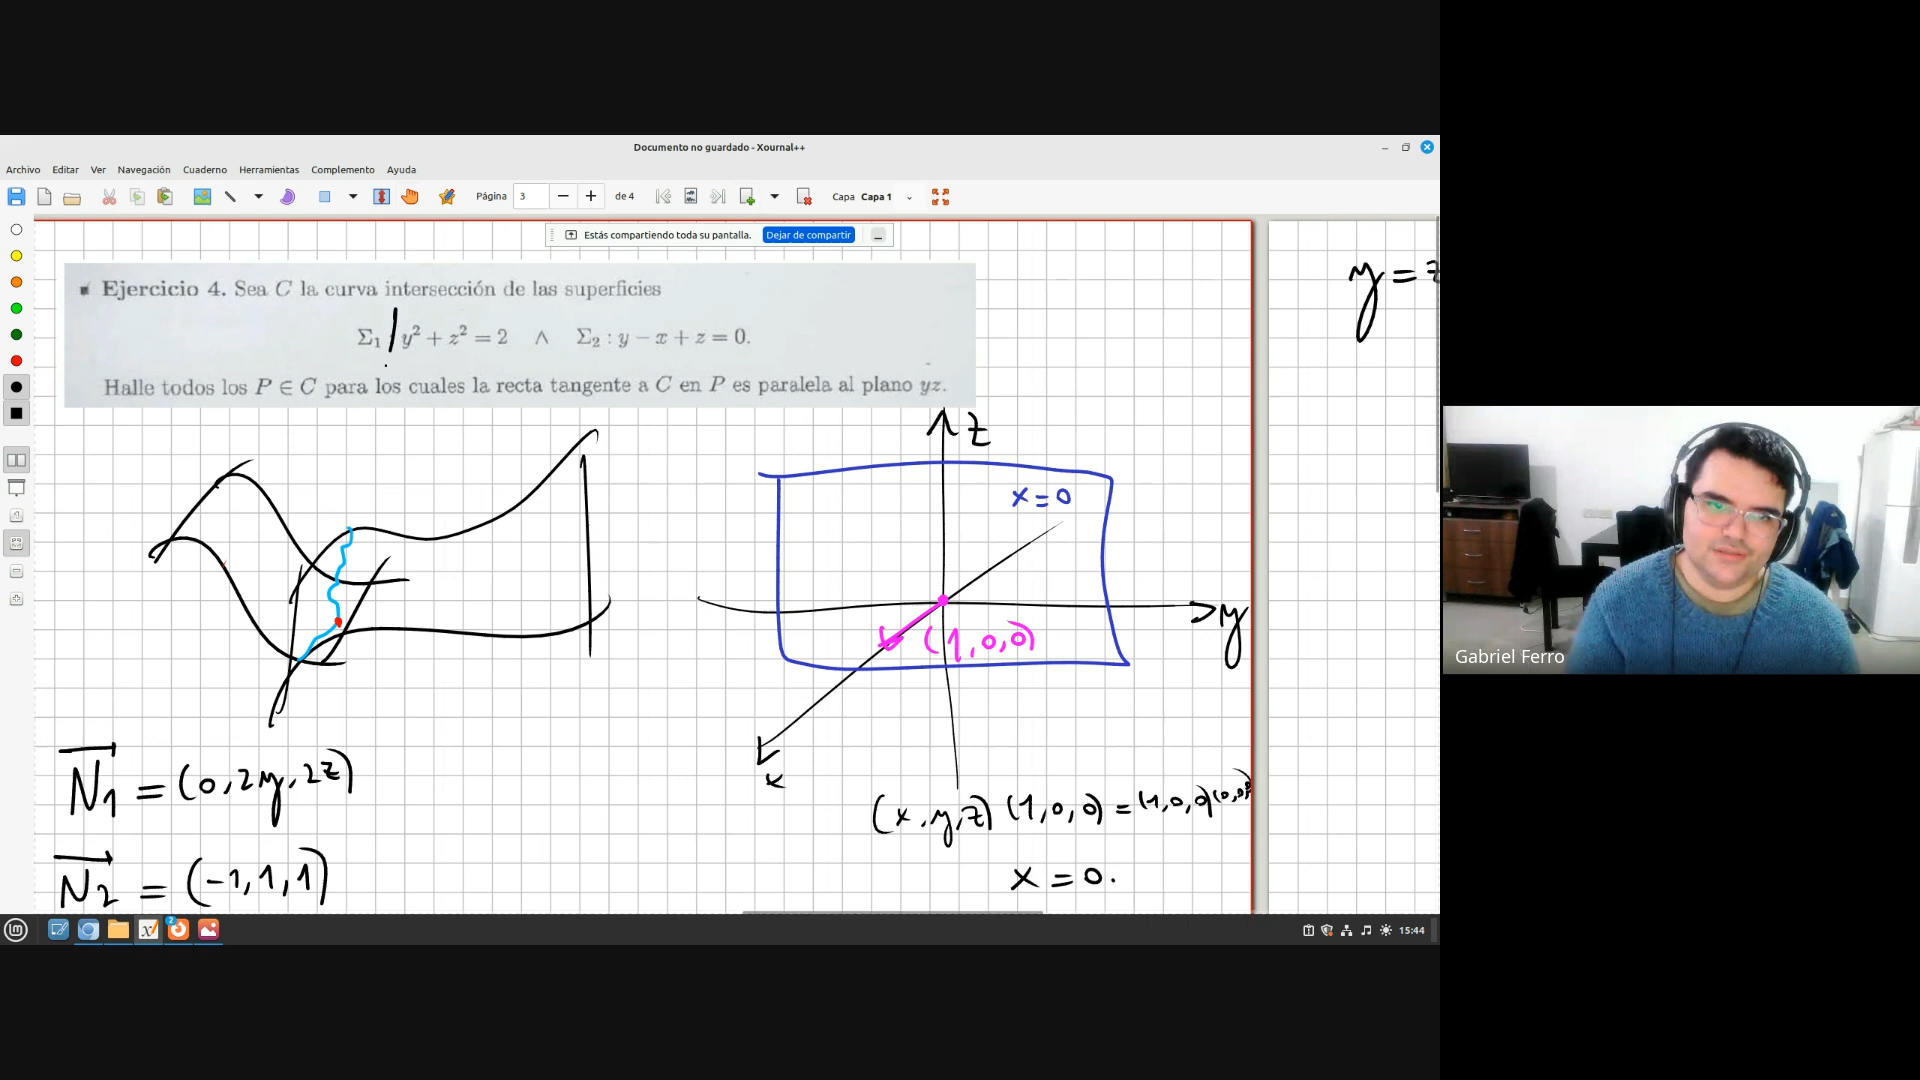 Documento no guardado - Xournal++
Archivo Editar Ver Navegación Cuaderno Herramientas Complemento Ayuda
Página 3 de 4 Capa Capa 1
Estás compartiendo toda su pantalla. Dejar de compartir
Ejercicio 4. Sea C la curva intersección de las superficies
Σ₁ | y² + z² = 2 ∧ Σ₂ : y − x + z = 0.
Halle todos los P ∈ C para los cuales la recta tangente a C en P es paralela al plano yz.
y = z
z
x = 0
y
(1,0,0)
x
N₁ = (0, 2y, 2z)
(x, y, z) (1, 0, 0) = (1, 0, 0)(0,0,
N₂ = (-1, 1, 1)
x = 0.
Gabriel Ferro
2
15:44